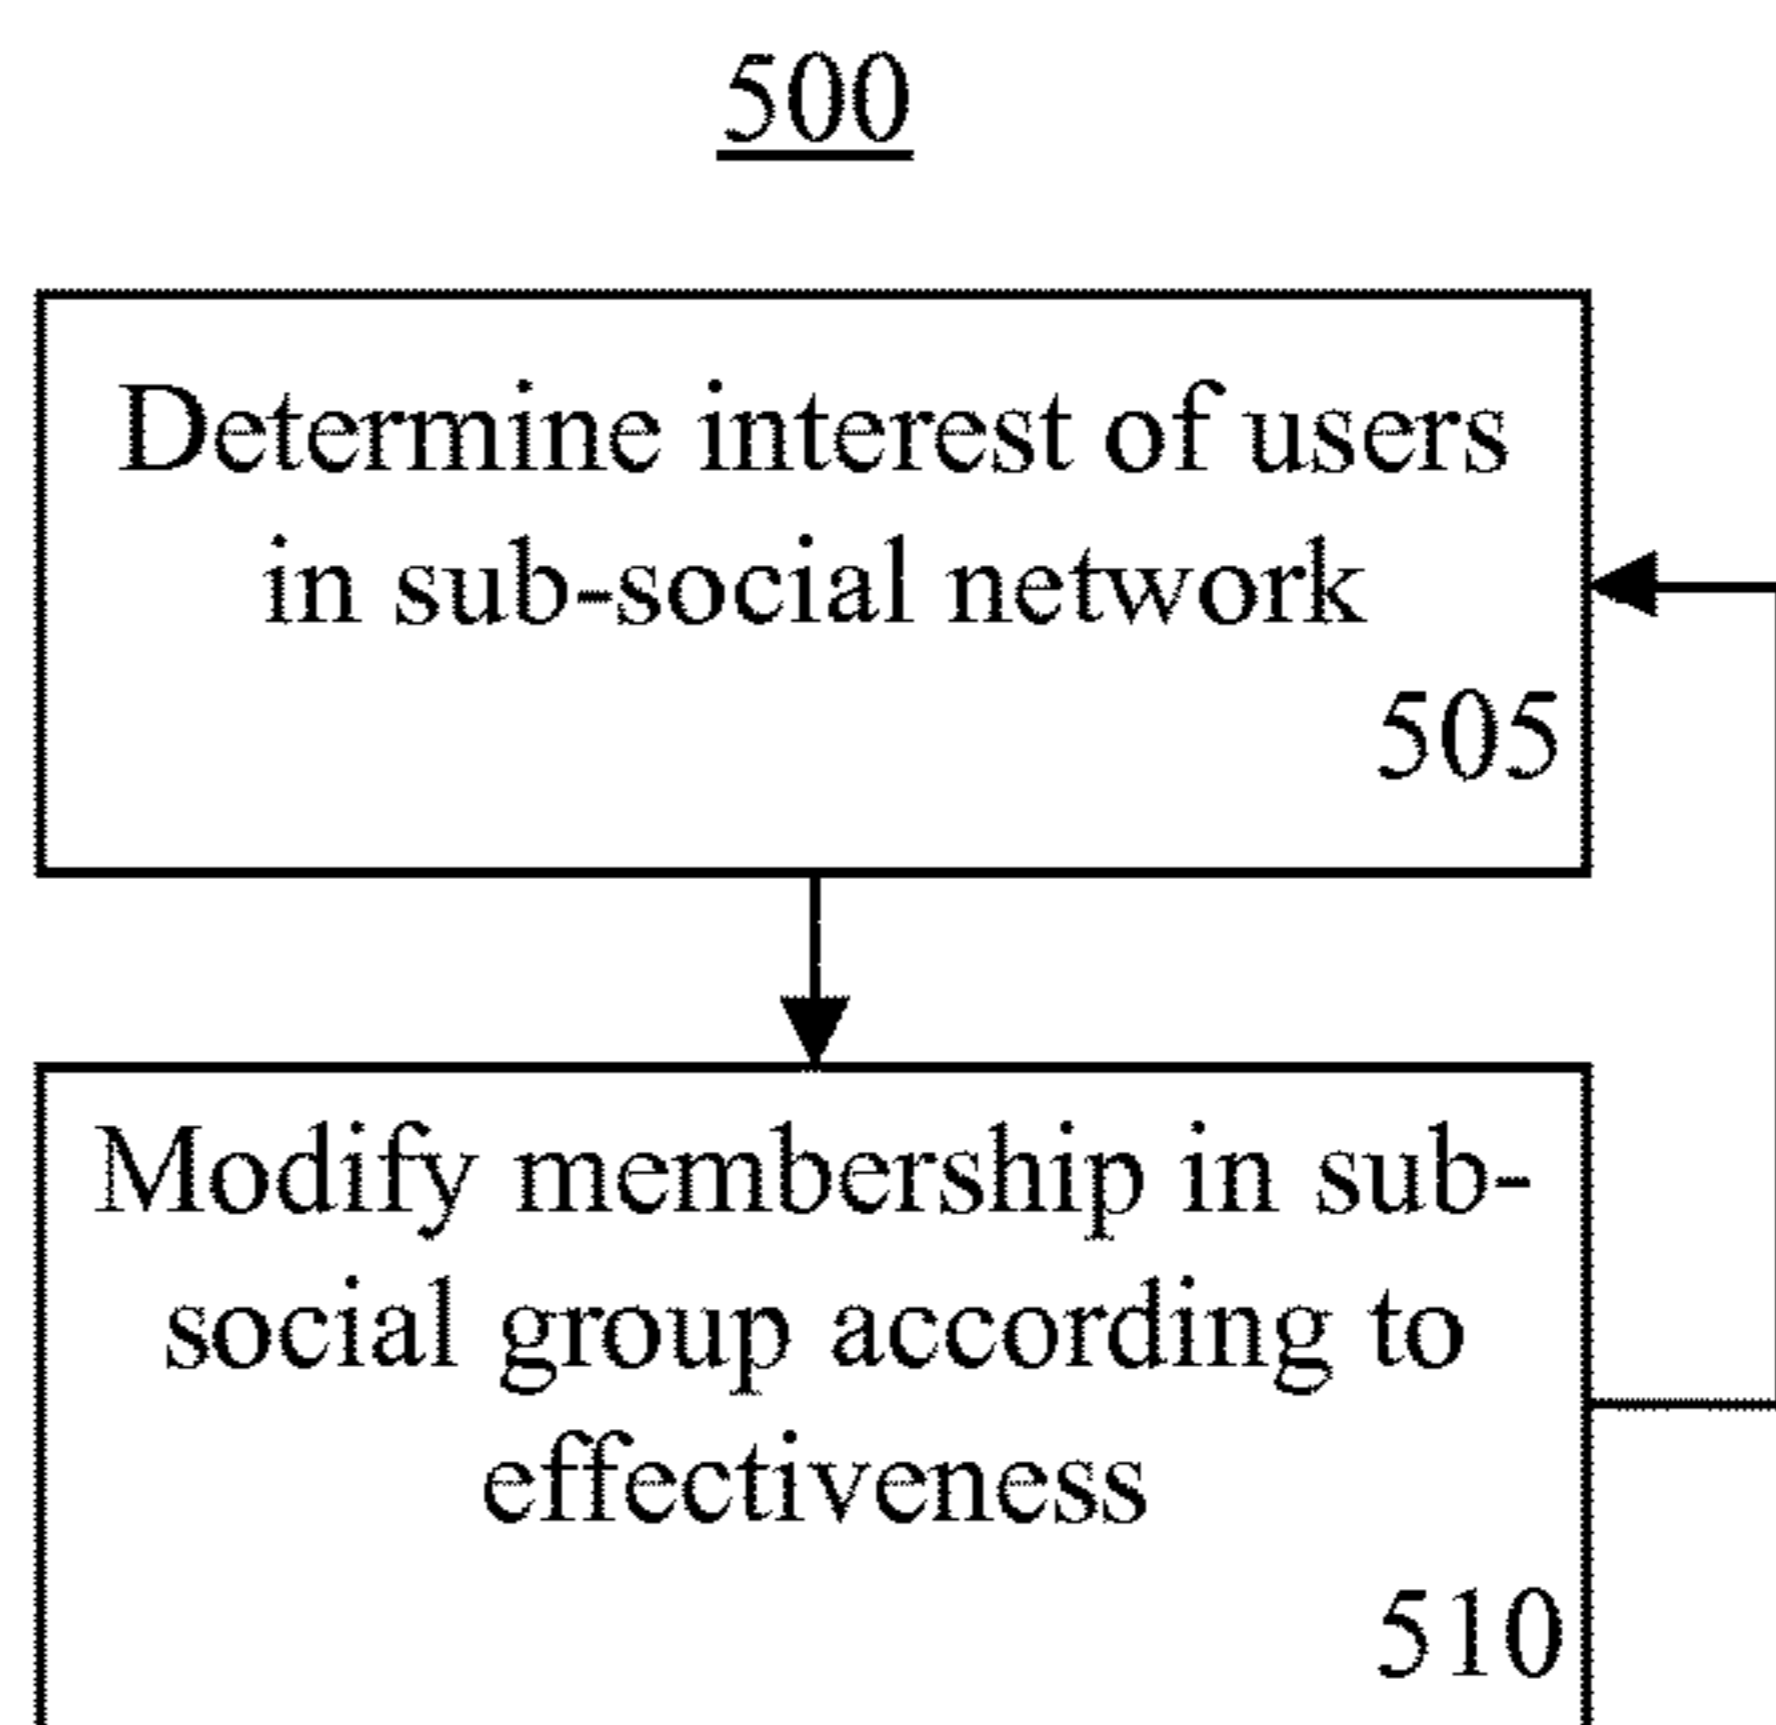 500
Determine interest of users
in sub-social network
505
Modify membership in sub-
social group according to
effectiveness
510